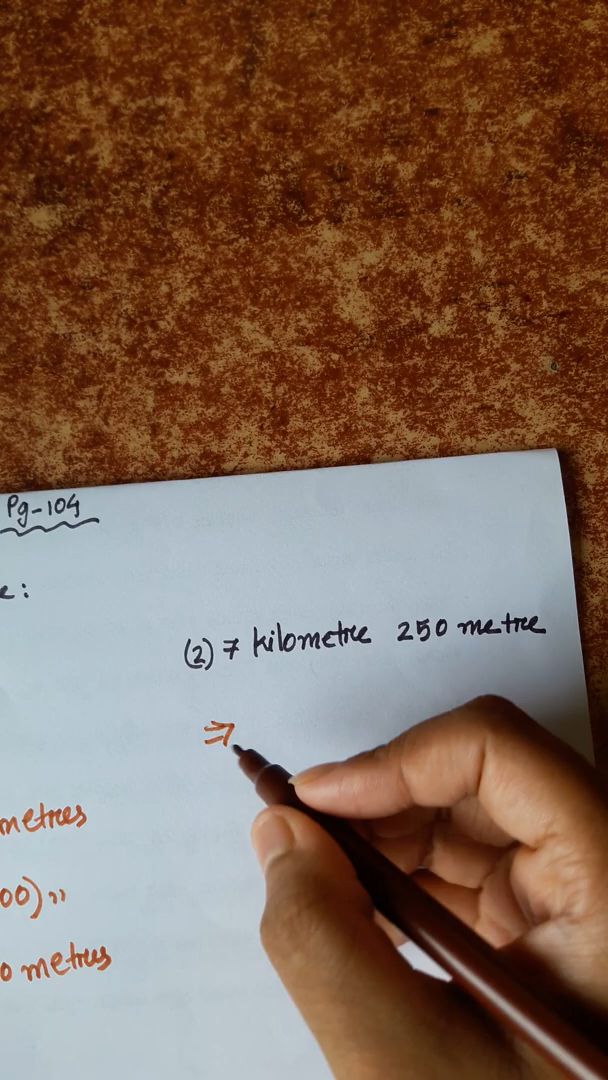 Pg-104
e:
(2) 7 kilometre 250 metre
⇒
metres
00) ,,
0 metres